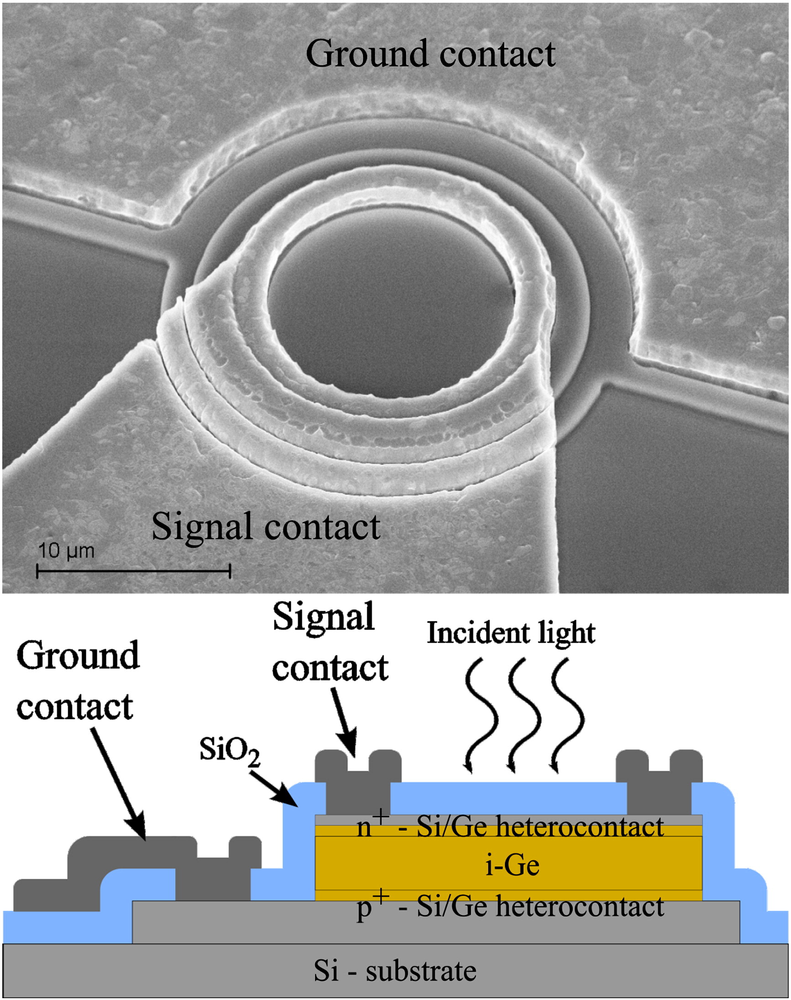 Ground contact
Signal contact
10 µm
Signal
contact
Incident light
Ground
contact
SiO₂
n⁺ - Si/Ge heterocontact
i-Ge
p⁺ - Si/Ge heterocontact
Si - substrate